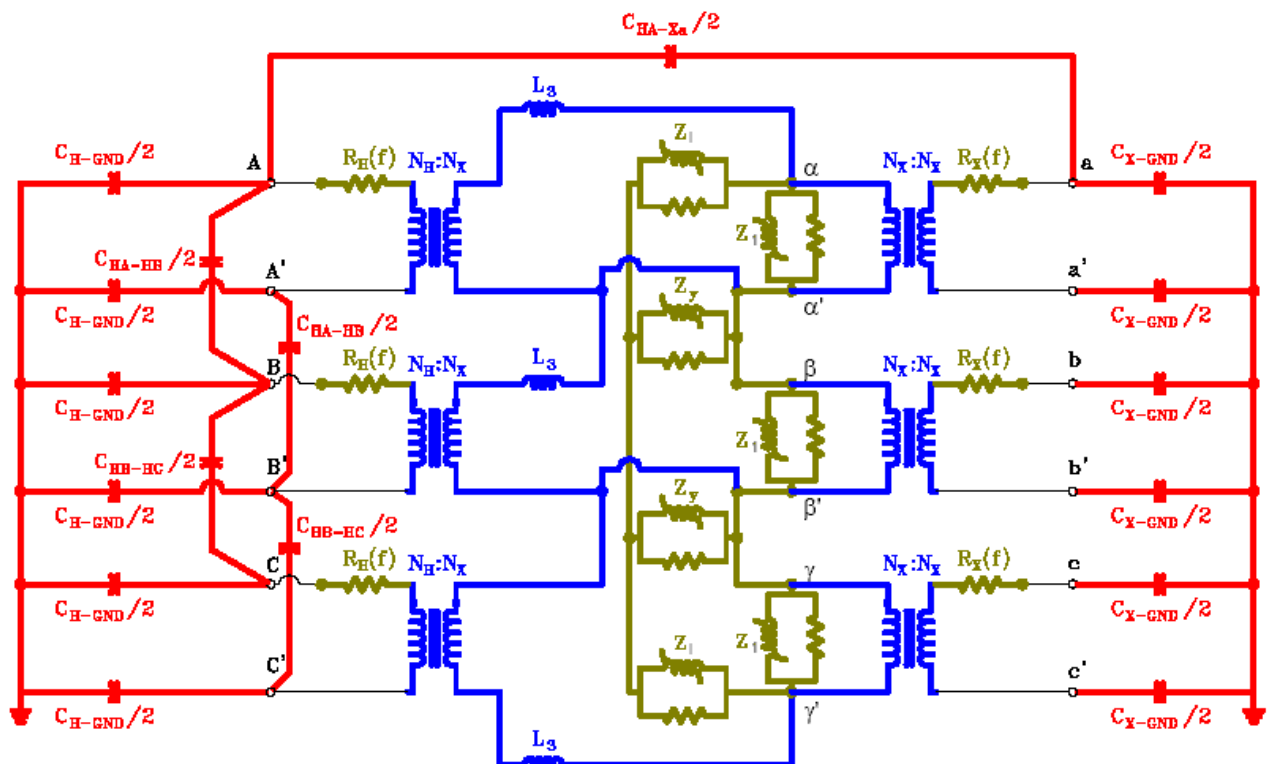 C_HA-Xa/2
L_3
Z_l
C_H-GND/2 A R_H(f) N_H:N_X α N_X:N_X R_X(f) a C_X-GND/2
Z_1
C_HA-HB/2 A' a'
C_H-GND/2 Z_y α' C_X-GND/2
C_HA-HB/2
B R_H(f) N_H:N_X L_3 β N_X:N_X R_X(f) b
C_H-GND/2 C_X-GND/2
Z_1
C_HB-HC/2 B' b'
C_H-GND/2 Z_y β' C_X-GND/2
C_HB-HC/2
C R_H(f) N_H:N_X γ N_X:N_X R_X(f) c
C_H-GND/2 C_X-GND/2
Z_l Z_1
C' c'
C_H-GND/2 γ' C_X-GND/2
L_3